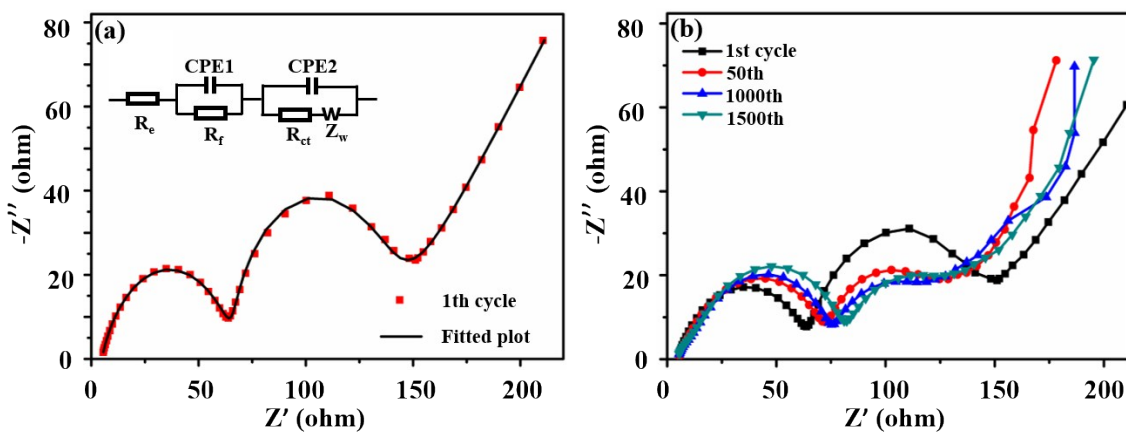 (a)
80
60
40
20
0
-Z'' (ohm)
CPE1
CPE2
Re
Rf
Rct
Zw
1th cycle
Fitted plot
0
50
100
150
200
Z' (ohm)
(b)
80
60
40
20
0
-Z'' (ohm)
1st cycle
50th
1000th
1500th
0
50
100
150
200
Z' (ohm)